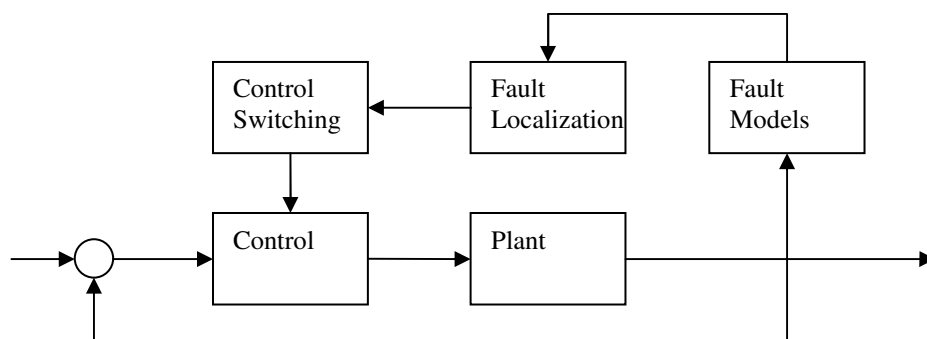 Control
Switching
Fault
Localization
Fault
Models
Control
Plant